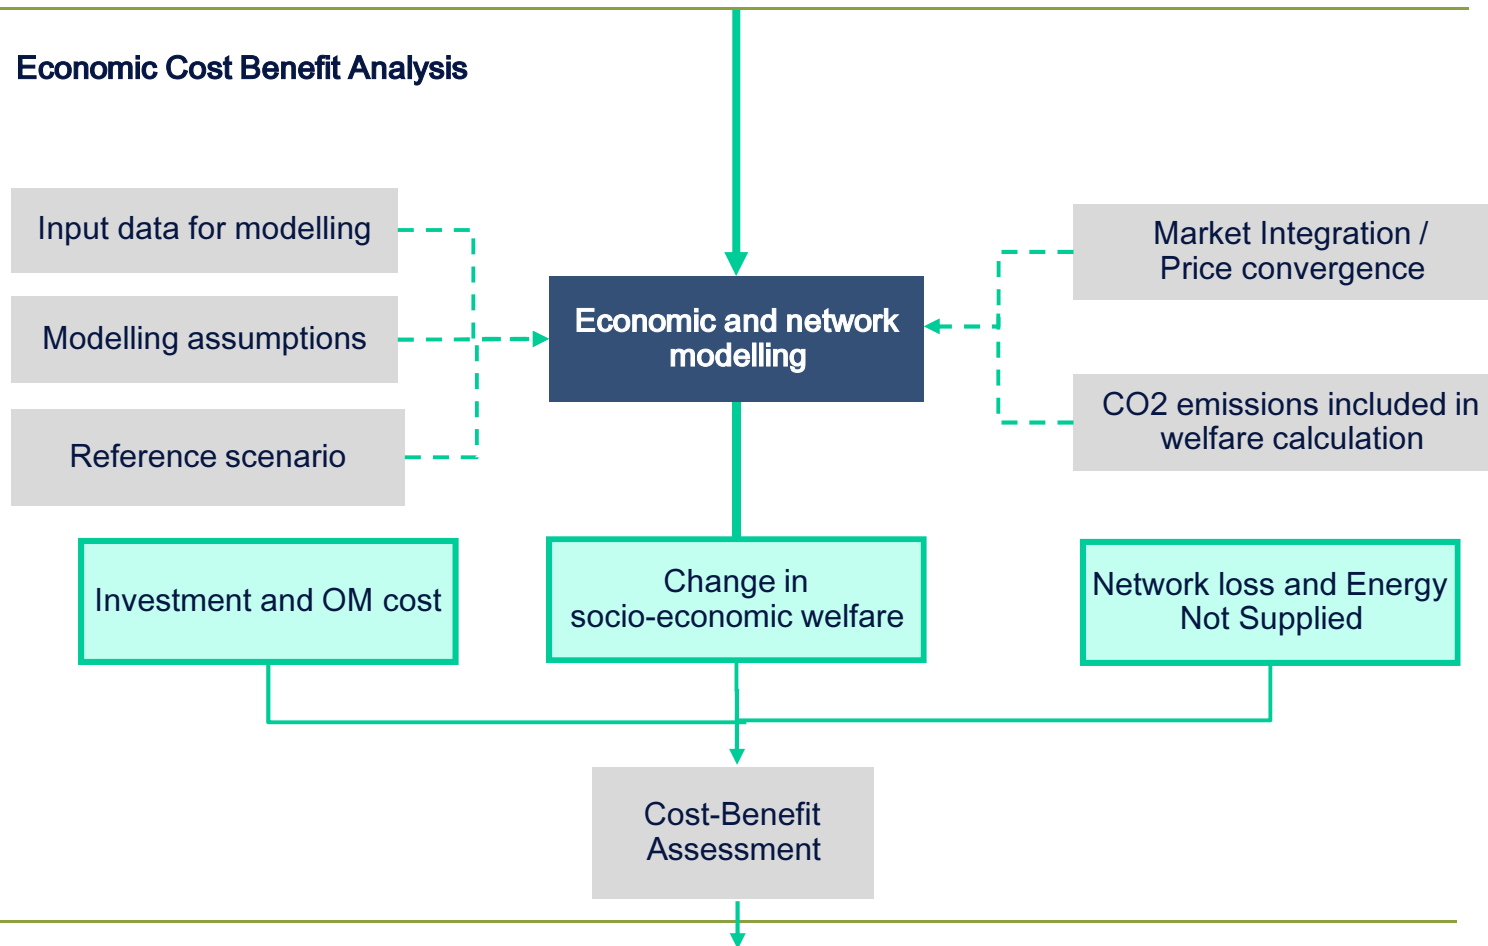 Economic Cost Benefit Analysis
Input data for modelling
Modelling assumptions
Reference scenario
Economic and network
modelling
Market Integration /
Price convergence
CO2 emissions included in
welfare calculation
Investment and OM cost
Change in
socio-economic welfare
Network loss and Energy
Not Supplied
Cost-Benefit
Assessment